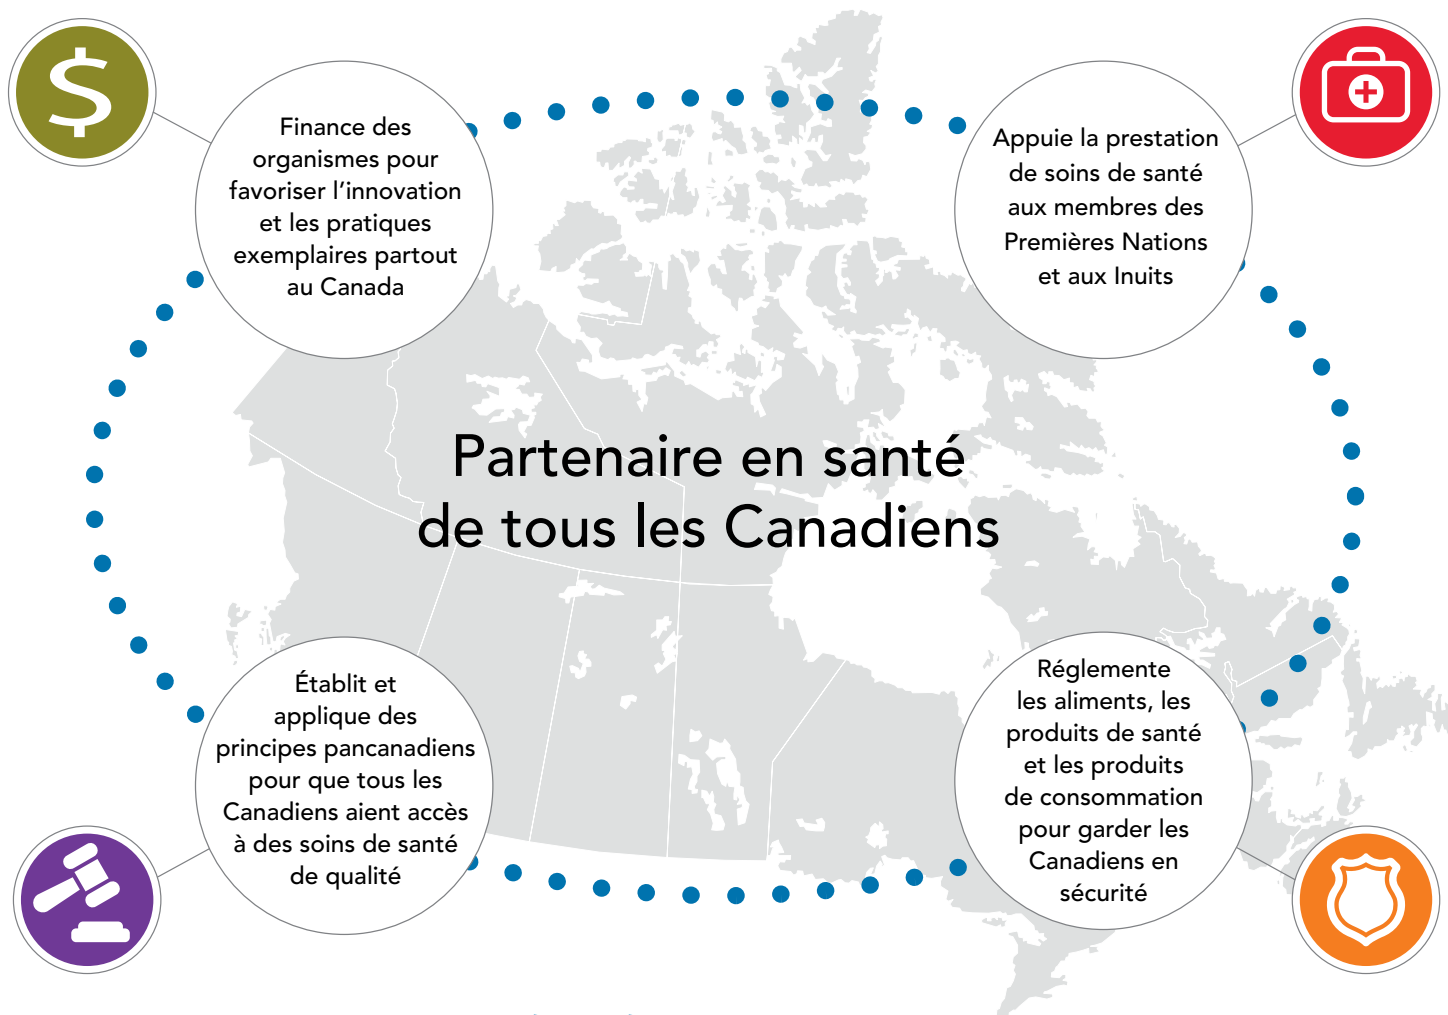 $
Finance des
organismes pour
favoriser l'innovation
et les pratiques
exemplaires partout
au Canada
Appuie la prestation
de soins de santé
aux membres des
Premières Nations
et aux Inuits
Partenaire en santé
de tous les Canadiens
Établit et
applique des
principes pancanadiens
pour que tous les
Canadiens aient accès
à des soins de santé
de qualité
Réglemente
les aliments, les
produits de santé
et les produits
de consommation
pour garder les
Canadiens en
sécurité